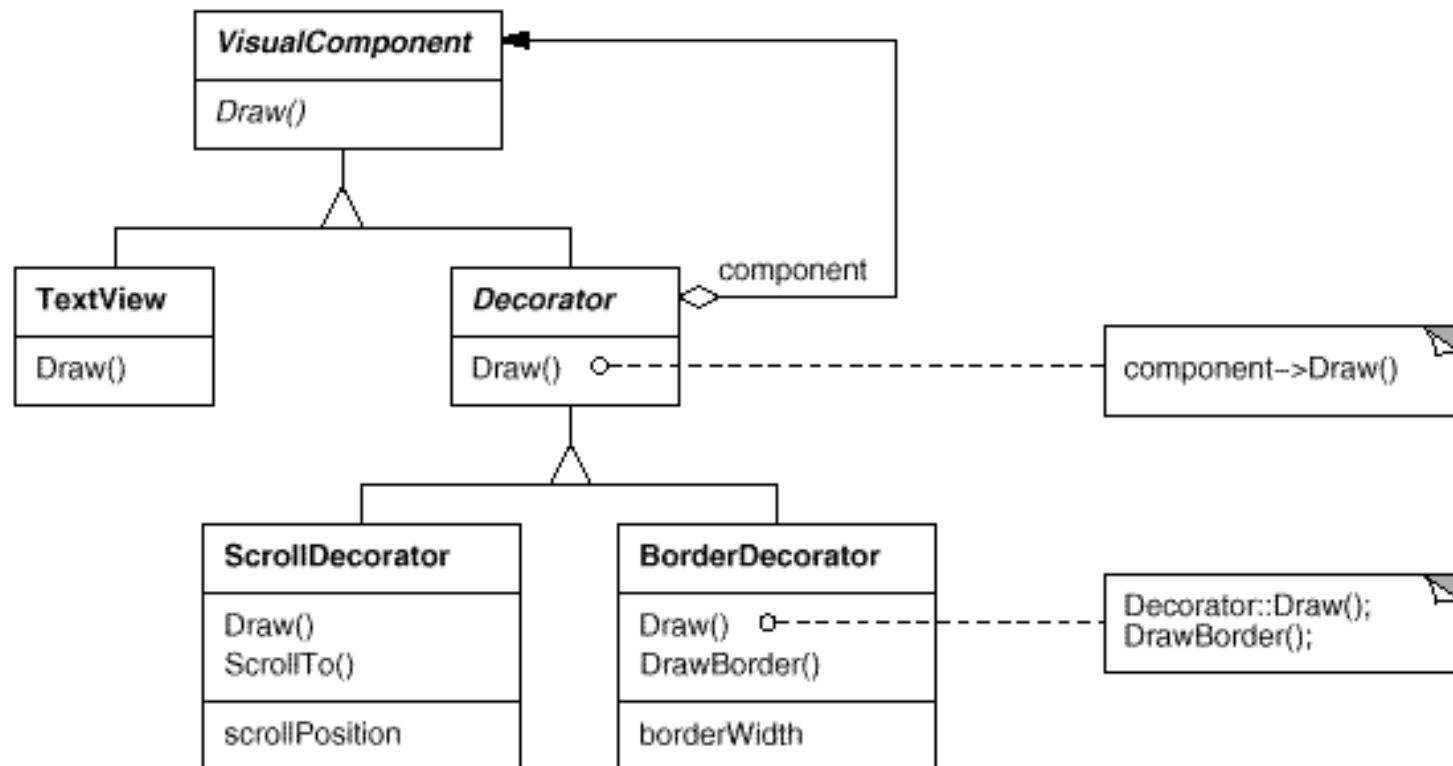 VisualComponent
Draw()
TextView
Draw()
Decorator
Draw()
component
component–>Draw()
ScrollDecorator
Draw()
ScrollTo()
scrollPosition
BorderDecorator
Draw()
DrawBorder()
borderWidth
Decorator::Draw();
DrawBorder();